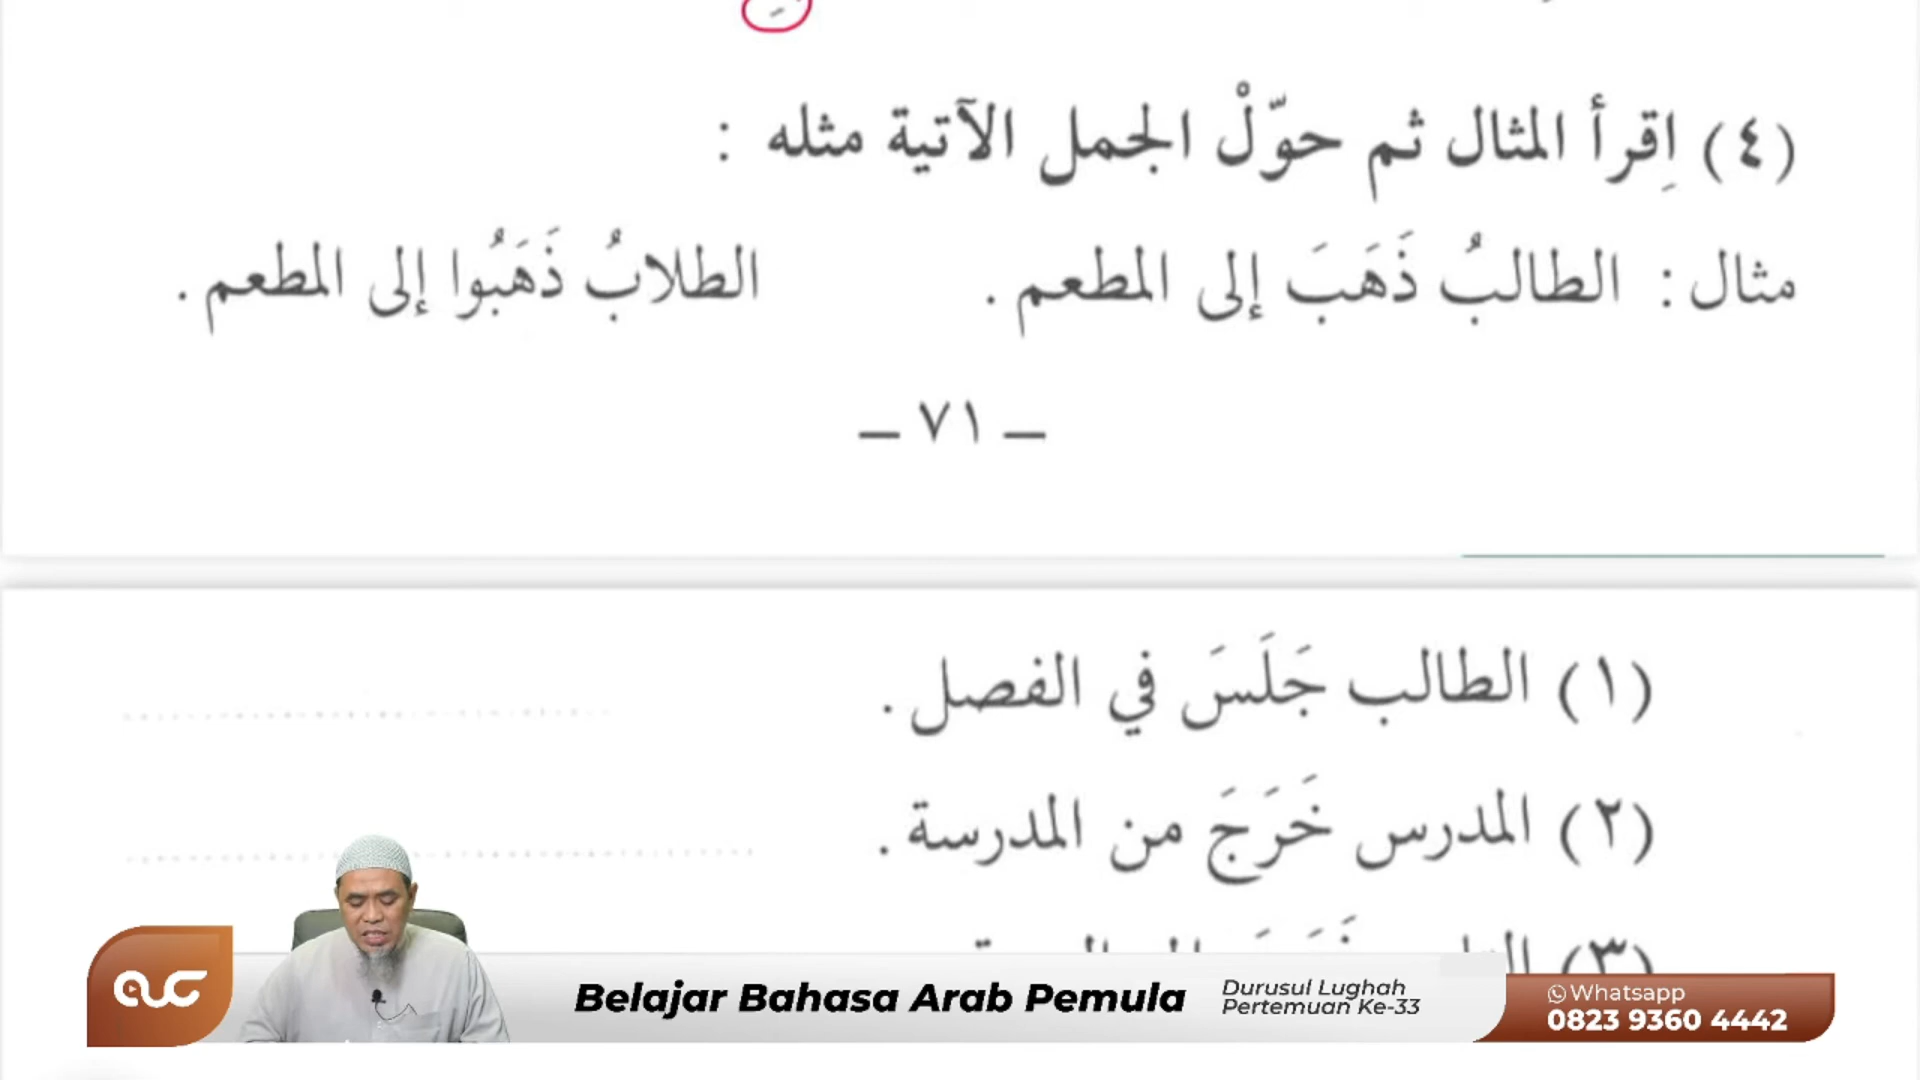 (٤) اِقرأ المثال ثم حوّلْ الجمل الآتية مثله :
مثال : الطالبُ ذَهَبَ إلى المطعم . الطلابُ ذَهَبُوا إلى المطعم .
— ٧١ —
(١) الطالب جَلَسَ في الفصل . ..............................
(٢) المدرس خَرَجَ من المدرسة . ..............................
(٣)
Belajar Bahasa Arab Pemula
Durusul Lughah
Pertemuan Ke-33
Whatsapp
0823 9360 4442